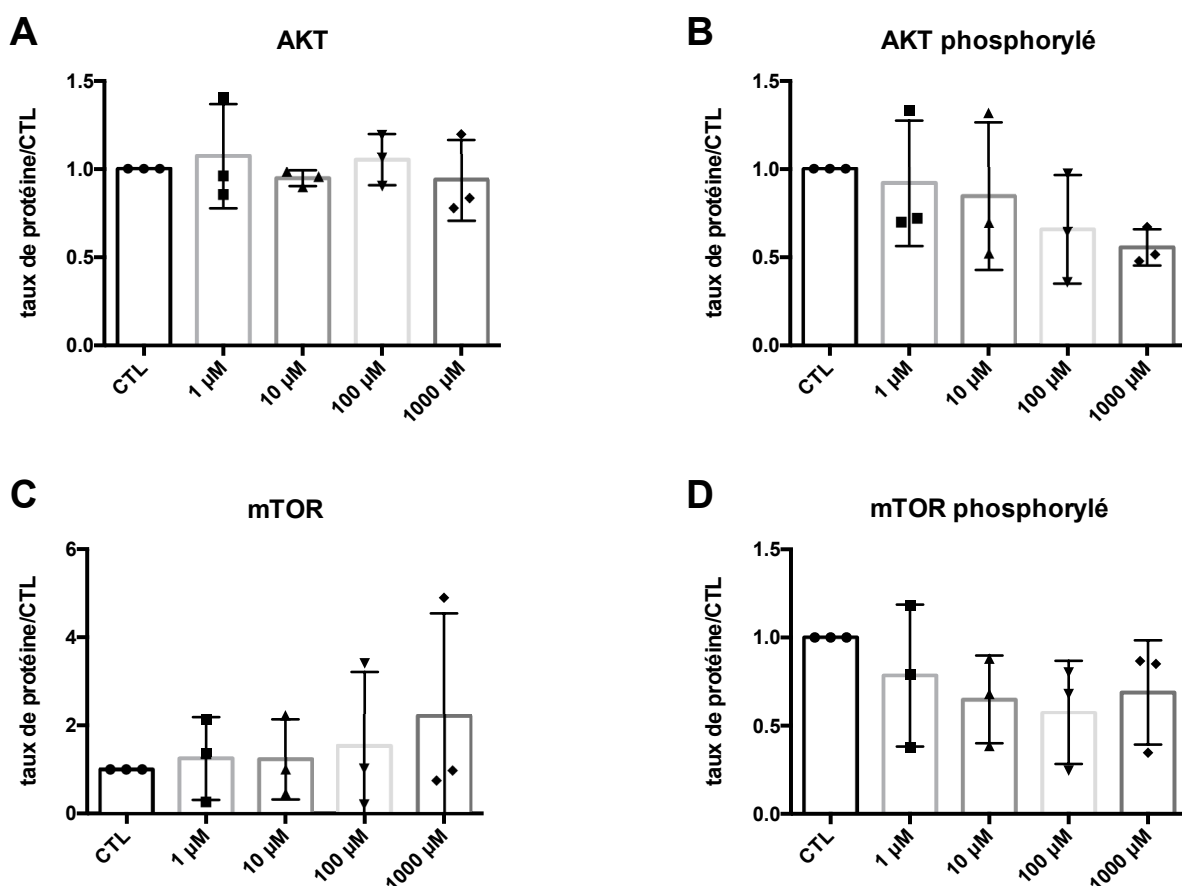 A
AKT
taux de protéine/CTL
1.5
1.0
0.5
0.0
CTL
1 µM
10 µM
100 µM
1000 µM
B
AKT phosphorylé
taux de protéine/CTL
1.5
1.0
0.5
0.0
CTL
1 µM
10 µM
100 µM
1000 µM
C
mTOR
taux de protéine/CTL
6
4
2
0
CTL
1 µM
10 µM
100 µM
1000 µM
D
mTOR phosphorylé
taux de protéine/CTL
1.5
1.0
0.5
0.0
CTL
1 µM
10 µM
100 µM
1000 µM